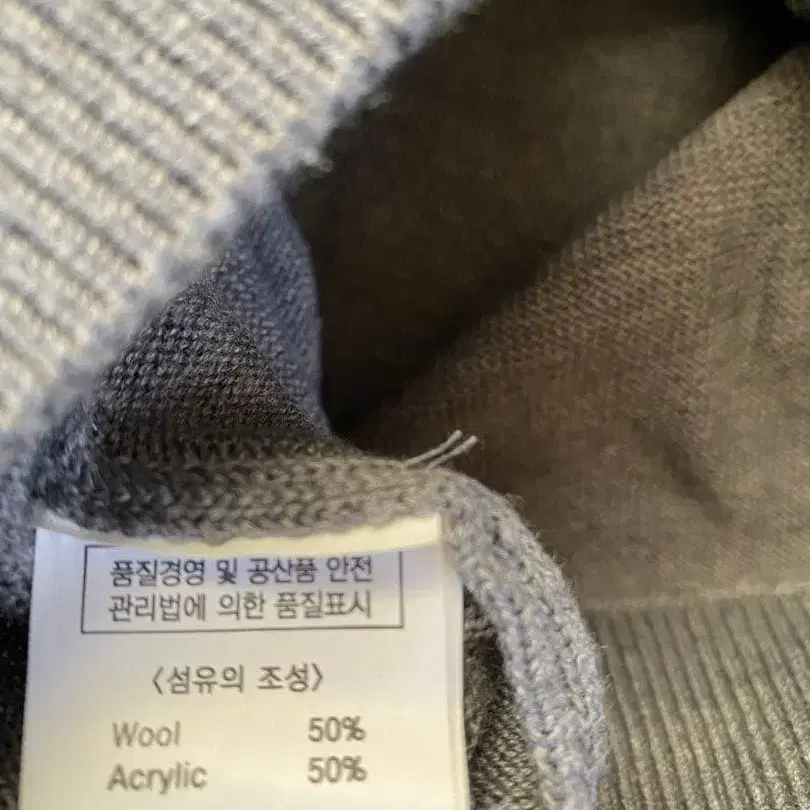 품질경영 및 공산품 안전
관리법에 의한 품질표시
〈섬유의 조성〉
Wool 50%
Acrylic 50%